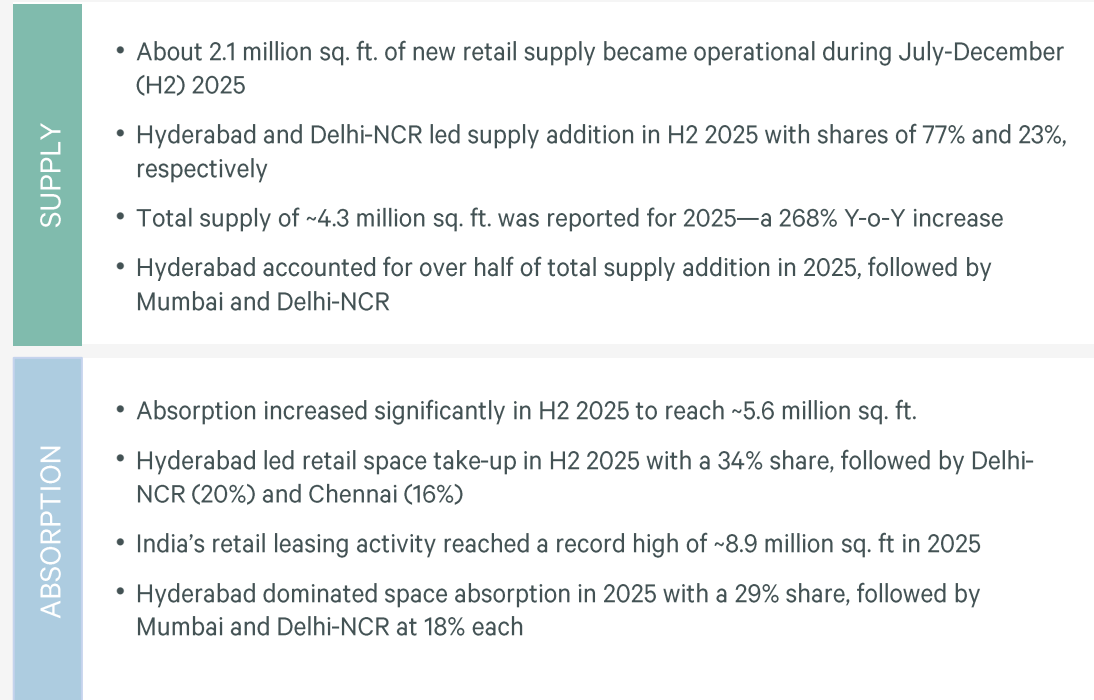 SUPPLY
• About 2.1 million sq. ft. of new retail supply became operational during July-December
(H2) 2025
• Hyderabad and Delhi-NCR led supply addition in H2 2025 with shares of 77% and 23%,
respectively
• Total supply of ~4.3 million sq. ft. was reported for 2025—a 268% Y-o-Y increase
• Hyderabad accounted for over half of total supply addition in 2025, followed by
Mumbai and Delhi-NCR
ABSORPTION
• Absorption increased significantly in H2 2025 to reach ~5.6 million sq. ft.
• Hyderabad led retail space take-up in H2 2025 with a 34% share, followed by Delhi-
NCR (20%) and Chennai (16%)
• India’s retail leasing activity reached a record high of ~8.9 million sq. ft in 2025
• Hyderabad dominated space absorption in 2025 with a 29% share, followed by
Mumbai and Delhi-NCR at 18% each